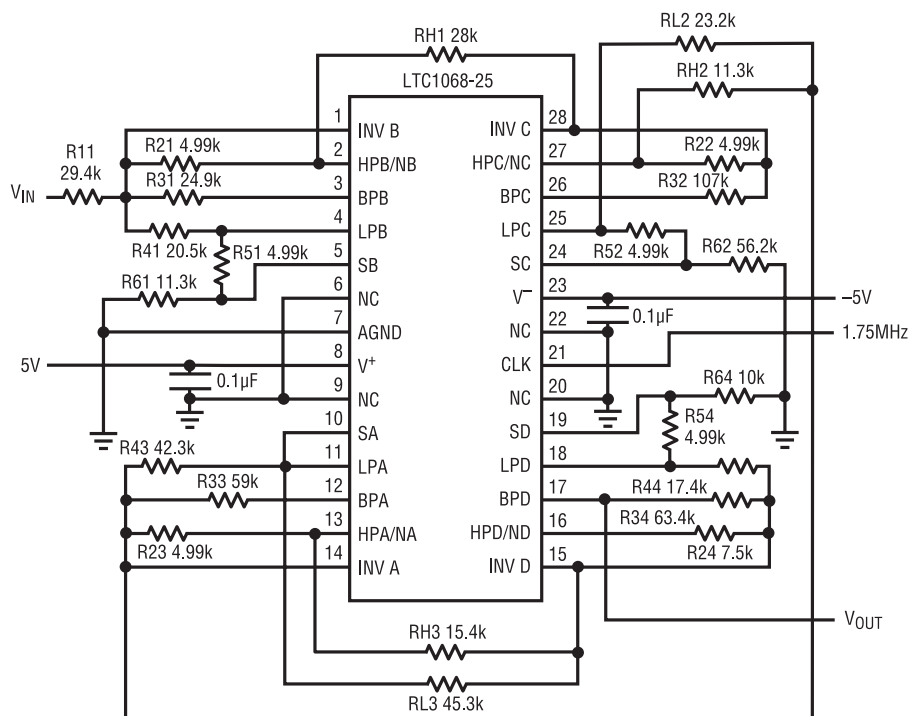 RL2 23.2k
RH1 28k
RH2 11.3k
LTC1068-25
1 INV B INV C 28
R21 4.99k 2 HPB/NB HPC/NC 27 R22 4.99k
R11 29.4k
VIN R31 24.9k 3 BPB BPC 26 R32 107k
4 LPB LPC 25
R41 20.5k R51 4.99k R52 4.99k R62 56.2k
5 SB SC 24
R61 11.3k 6 NC V− 23 –5V
0.1µF
7 AGND NC 22 1.75MHz
5V 8 V+ CLK 21
0.1µF
9 NC NC 20 R64 10k
10 SA SD 19 R54 4.99k
R43 42.3k 11 LPA LPD 18
R33 59k 12 BPA BPD 17 R44 17.4k
13 HPA/NA HPD/ND 16 R34 63.4k
R23 4.99k 14 INV A INV D 15 R24 7.5k
VOUT
RH3 15.4k
RL3 45.3k